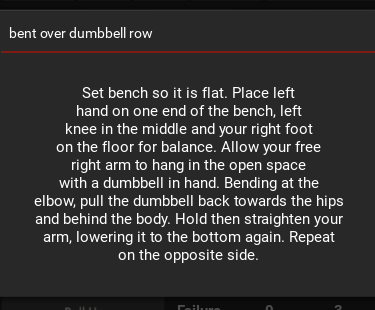 bent over dumbbell row
Set bench so it is flat. Place left
hand on one end of the bench, left
knee in the middle and your right foot
on the floor for balance. Allow your free
right arm to hang in the open space
with a dumbbell in hand. Bending at the
elbow, pull the dumbbell back towards the hips
and behind the body. Hold then straighten your
arm, lowering it to the bottom again. Repeat
on the opposite side.